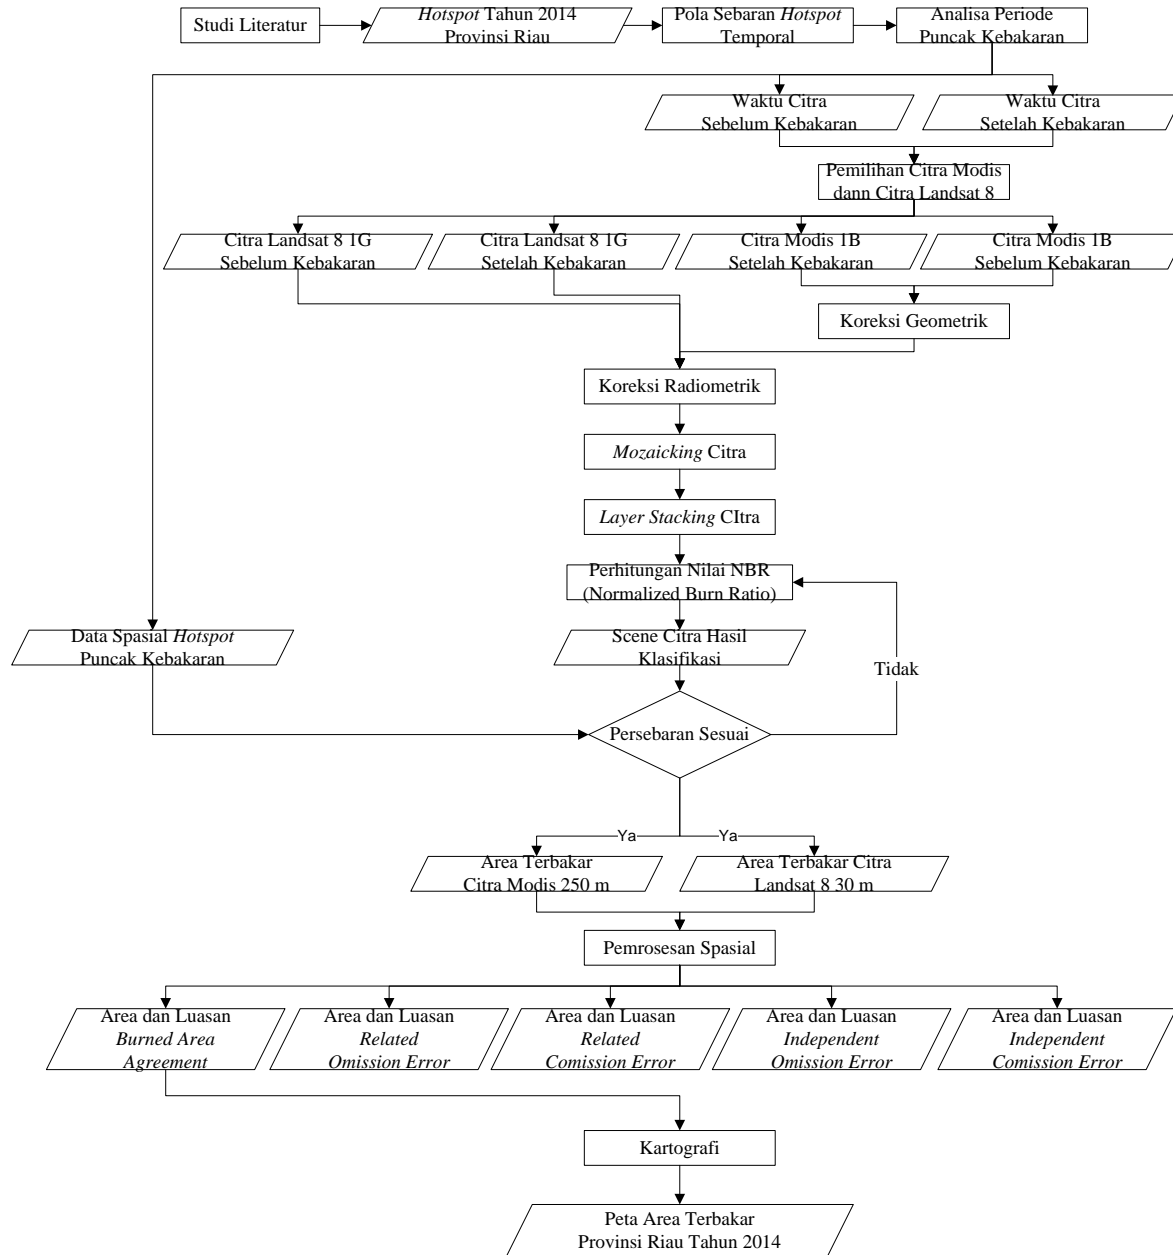 Studi Literatur
Hotspot Tahun 2014
Provinsi Riau
Pola Sebaran Hotspot
Temporal
Analisa Periode
Puncak Kebakaran
Waktu Citra
Sebelum Kebakaran
Waktu Citra
Setelah Kebakaran
Pemilihan Citra Modis
dann Citra Landsat 8
Citra Landsat 8 1G
Sebelum Kebakaran
Citra Landsat 8 1G
Setelah Kebakaran
Citra Modis 1B
Setelah Kebakaran
Citra Modis 1B
Sebelum Kebakaran
Koreksi Geometrik
Koreksi Radiometrik
Mozaicking Citra
Layer Stacking CItra
Perhitungan Nilai NBR
(Normalized Burn Ratio)
Data Spasial Hotspot
Puncak Kebakaran
Scene Citra Hasil
Klasifikasi
Tidak
Persebaran Sesuai
Ya
Ya
Area Terbakar
Citra Modis 250 m
Area Terbakar Citra
Landsat 8 30 m
Pemrosesan Spasial
Area dan Luasan
Burned Area
Agreement
Area dan Luasan
Related
Omission Error
Area dan Luasan
Related
Comission Error
Area dan Luasan
Independent
Omission Error
Area dan Luasan
Independent
Comission Error
Kartografi
Peta Area Terbakar
Provinsi Riau Tahun 2014